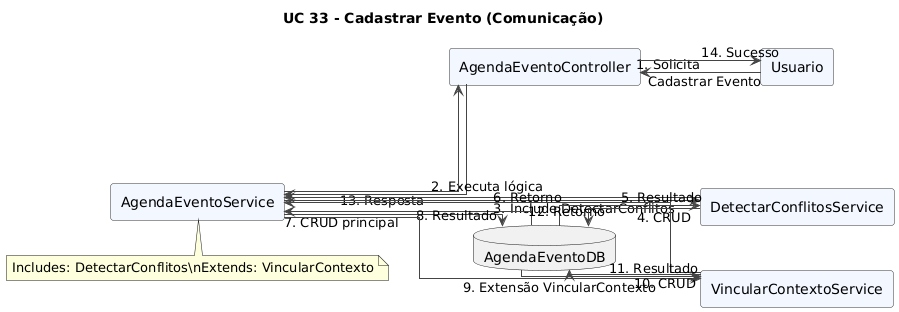 UC 33 - Cadastrar Evento (Comunicação)
14. Sucesso
AgendaEventoController
1. Solicita
Cadastrar Evento
Usuario
2. Executa lógica
13. Resposta
6. Retorno
5. Resultado
3. Include DetectarConflitos
4. CRUD
AgendaEventoService
DetectarConflitosService
8. Resultado
12. Retorno
7. CRUD principal
AgendaEventoDB
Includes: DetectarConflitos\nExtends: VincularContexto
11. Resultado
9. Extensão VincularContexto
10. CRUD
VincularContextoService